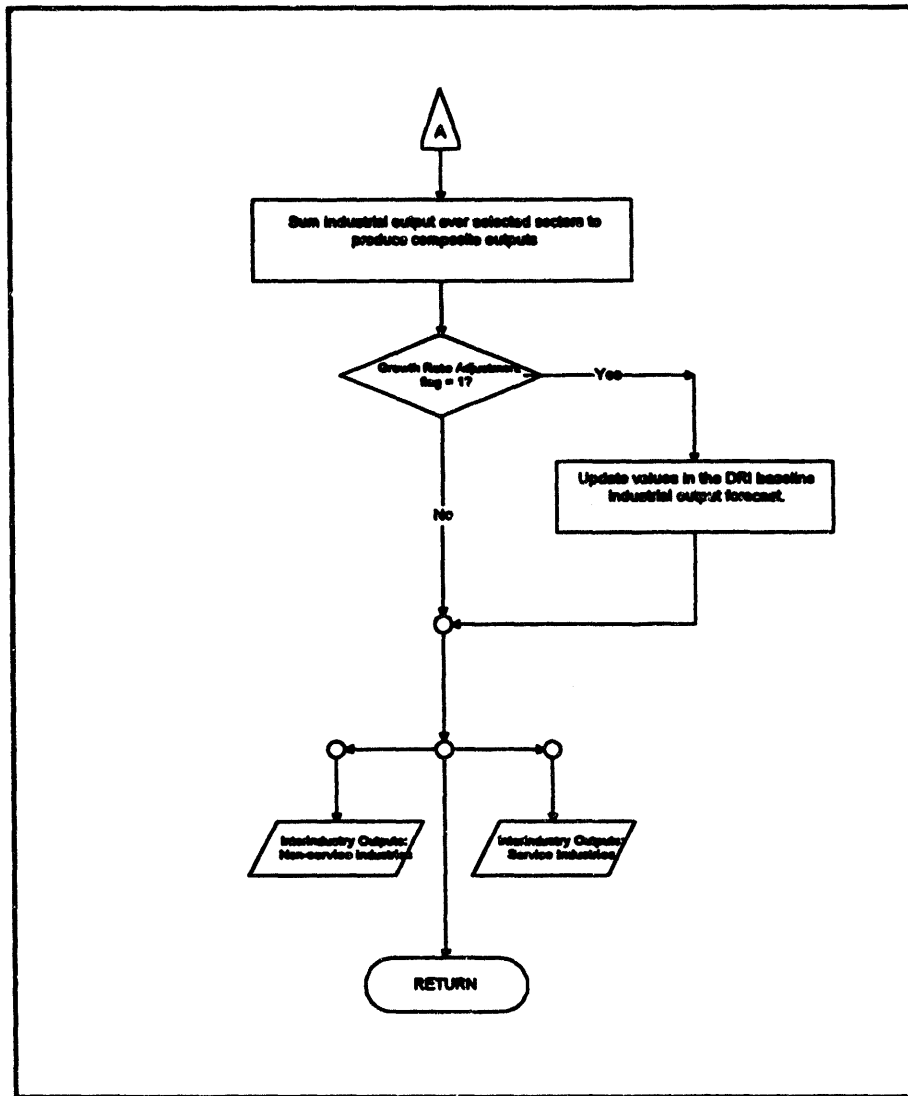 A
Sum industrial output over selected sectors to
produce composite outputs
Growth Rate Adjustment
flag = 1?
Yes
Update values in the DRI baseline
industrial output forecast.
No
Interindustry Outputs:
Non-service Industries
Interindustry Outputs:
Service Industries
RETURN